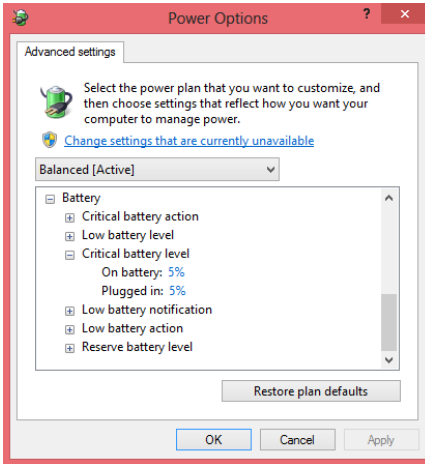 Power Options
?
×
Advanced settings
Select the power plan that you want to customize, and
then choose settings that reflect how you want your
computer to manage power.
Change settings that are currently unavailable
Balanced [Active]
Battery
Critical battery action
Low battery level
Critical battery level
On battery: 5%
Plugged in: 5%
Low battery notification
Low battery action
Reserve battery level
Restore plan defaults
OK Cancel Apply